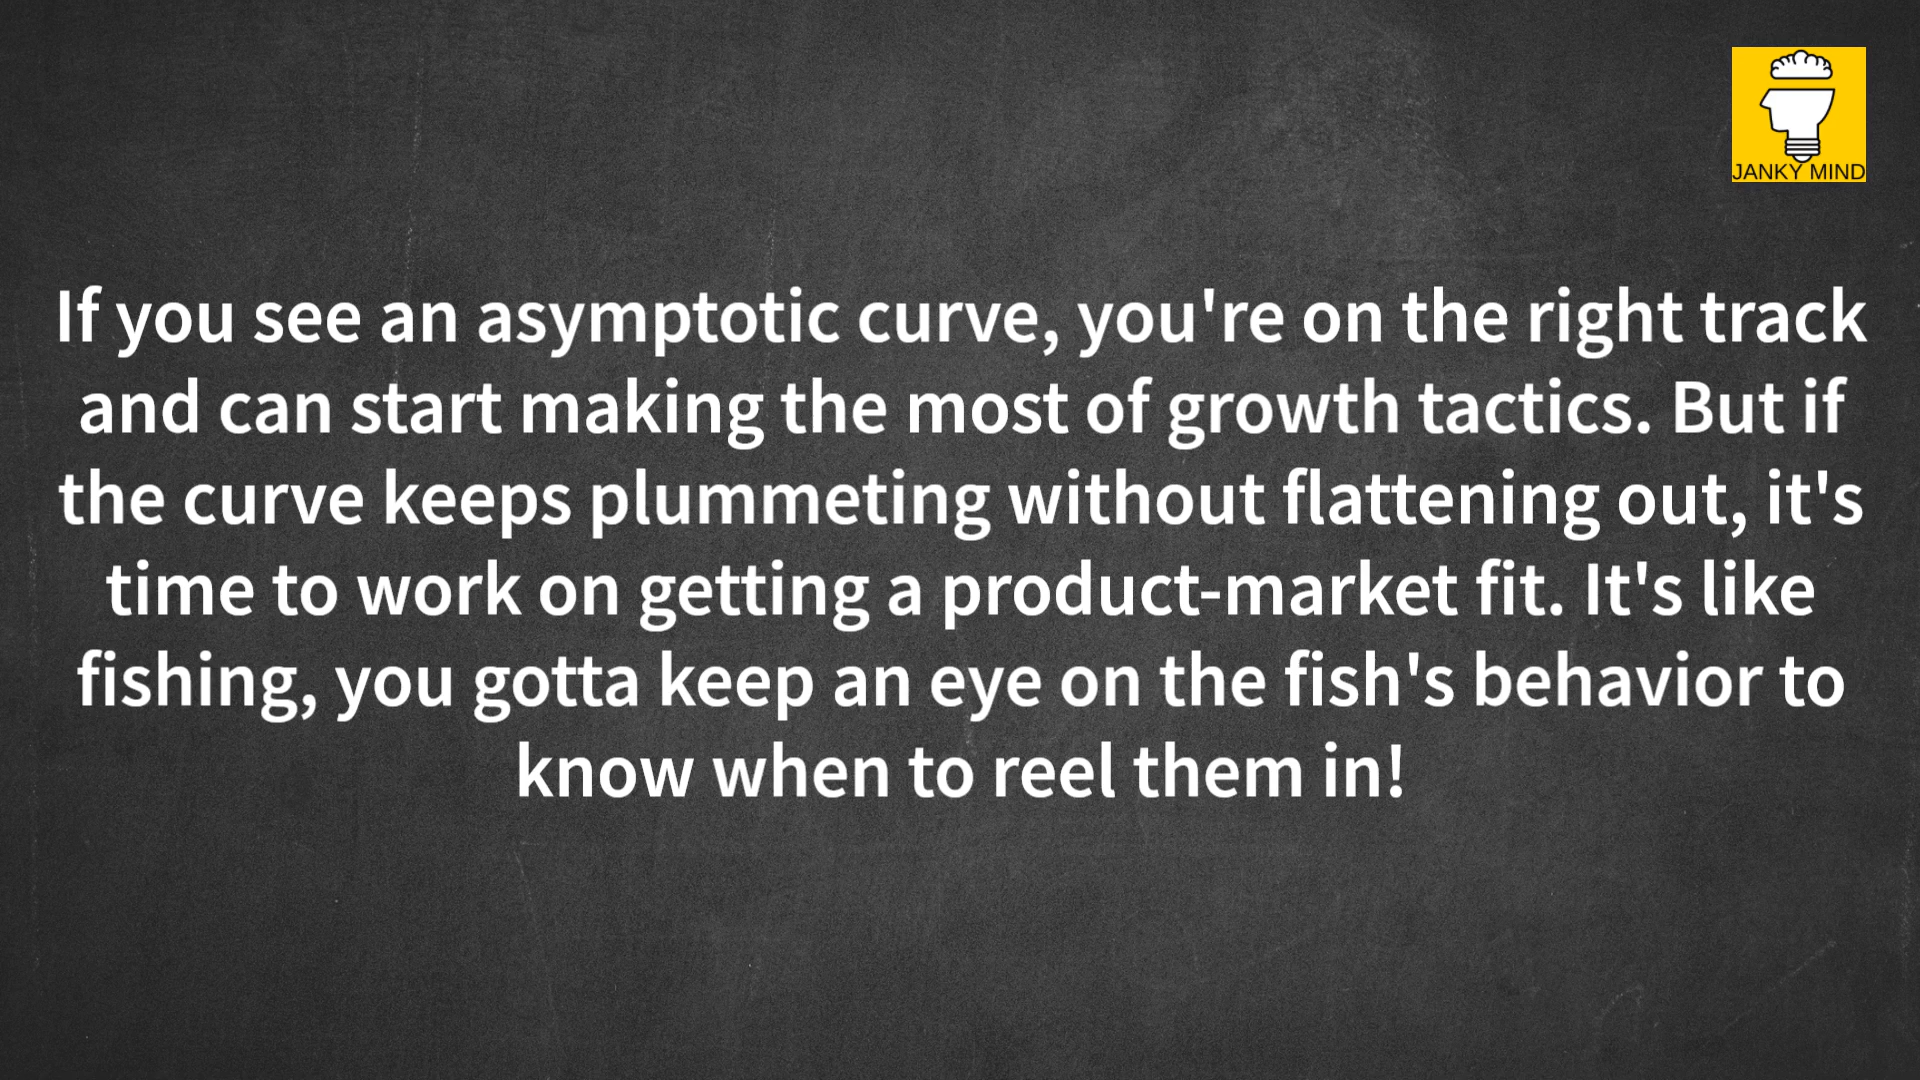 JANKY MIND
If you see an asymptotic curve, you're on the right track
and can start making the most of growth tactics. But if
the curve keeps plummeting without flattening out, it's
time to work on getting a product-market fit. It's like
fishing, you gotta keep an eye on the fish's behavior to
know when to reel them in!